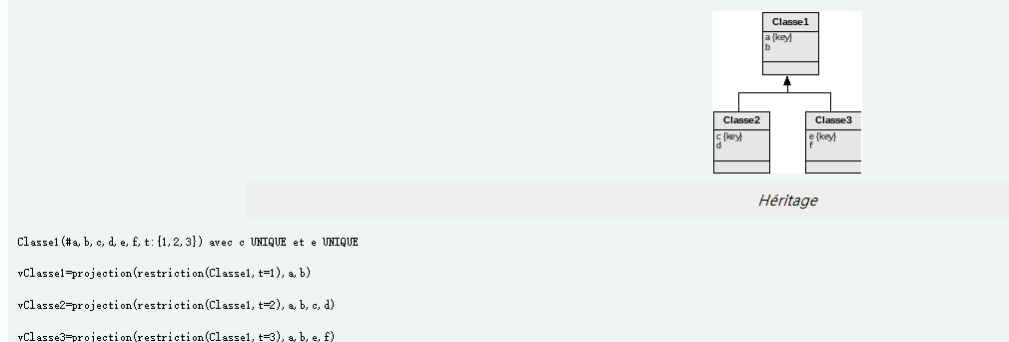 Classe1
a {key}
b
Classe2
Classe3
c {key}
d
e {key}
f
Héritage
Classe1(#a,b,c,d,e,f,t:{1,2,3}) avec c UNIQUE et e UNIQUE
vClasse1=projection(restriction(Classe1,t=1),a,b)
vClasse2=projection(restriction(Classe1,t=2),a,b,c,d)
vClasse3=projection(restriction(Classe1,t=3),a,b,e,f)